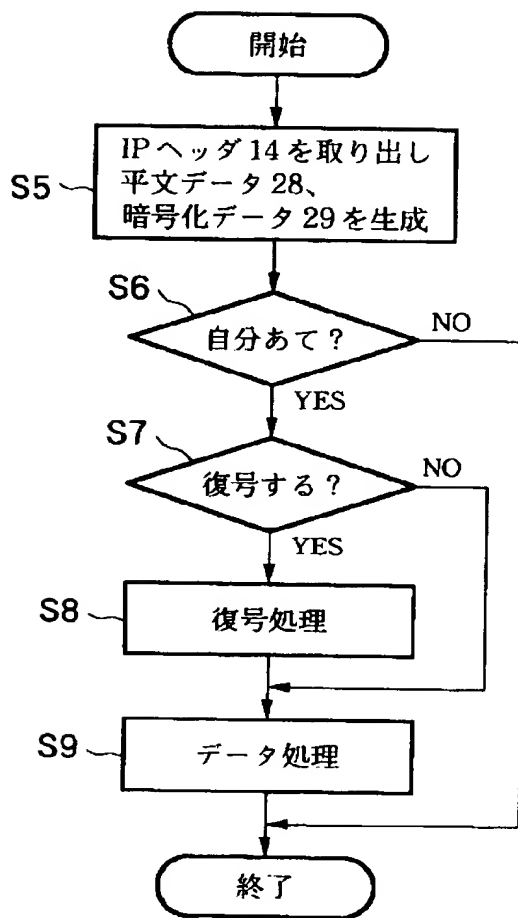 開始
S5
IPヘッダ14を取り出し
平文データ28、
暗号化データ29を生成
S6
自分あて?
NO
YES
S7
復号する?
NO
YES
S8
復号処理
S9
データ処理
終了